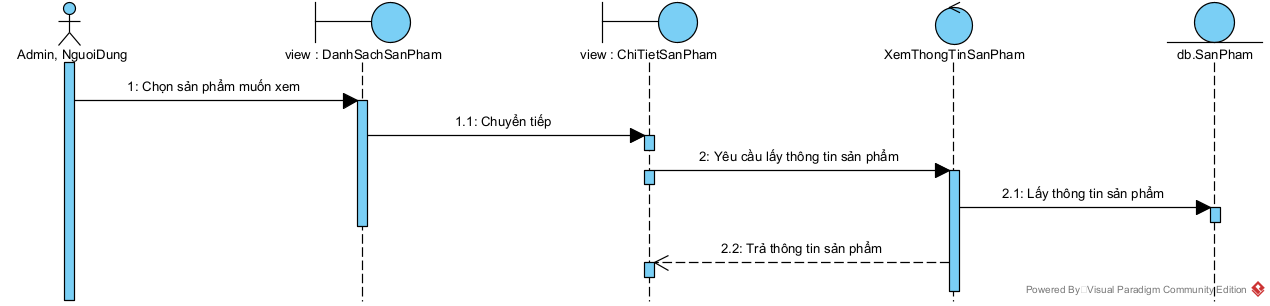 Admin, NguoiDung
view : DanhSachSanPham
view : ChiTietSanPham
XemThongTinSanPham
db.SanPham
1: Chọn sản phẩm muốn xem
1.1: Chuyển tiếp
2: Yêu cầu lấy thông tin sản phẩm
2.1: Lấy thông tin sản phẩm
2.2: Trả thông tin sản phẩm
Powered By Visual Paradigm Community Edition